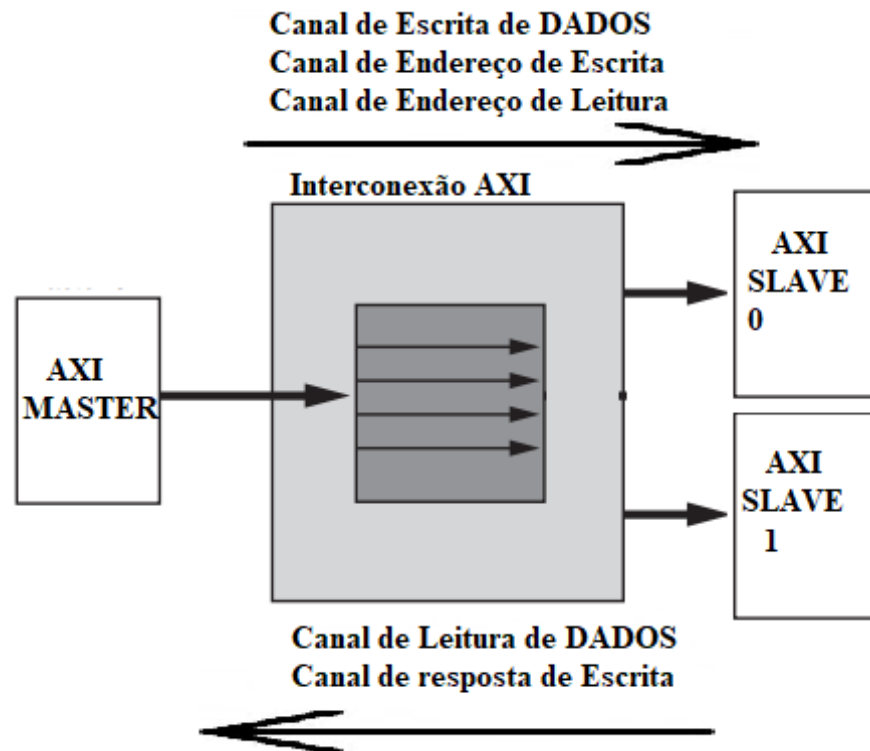 Canal de Escrita de DADOS
Canal de Endereço de Escrita
Canal de Endereço de Leitura
Interconexão AXI
AXI
MASTER
AXI
SLAVE
0
AXI
SLAVE
1
Canal de Leitura de DADOS
Canal de resposta de Escrita